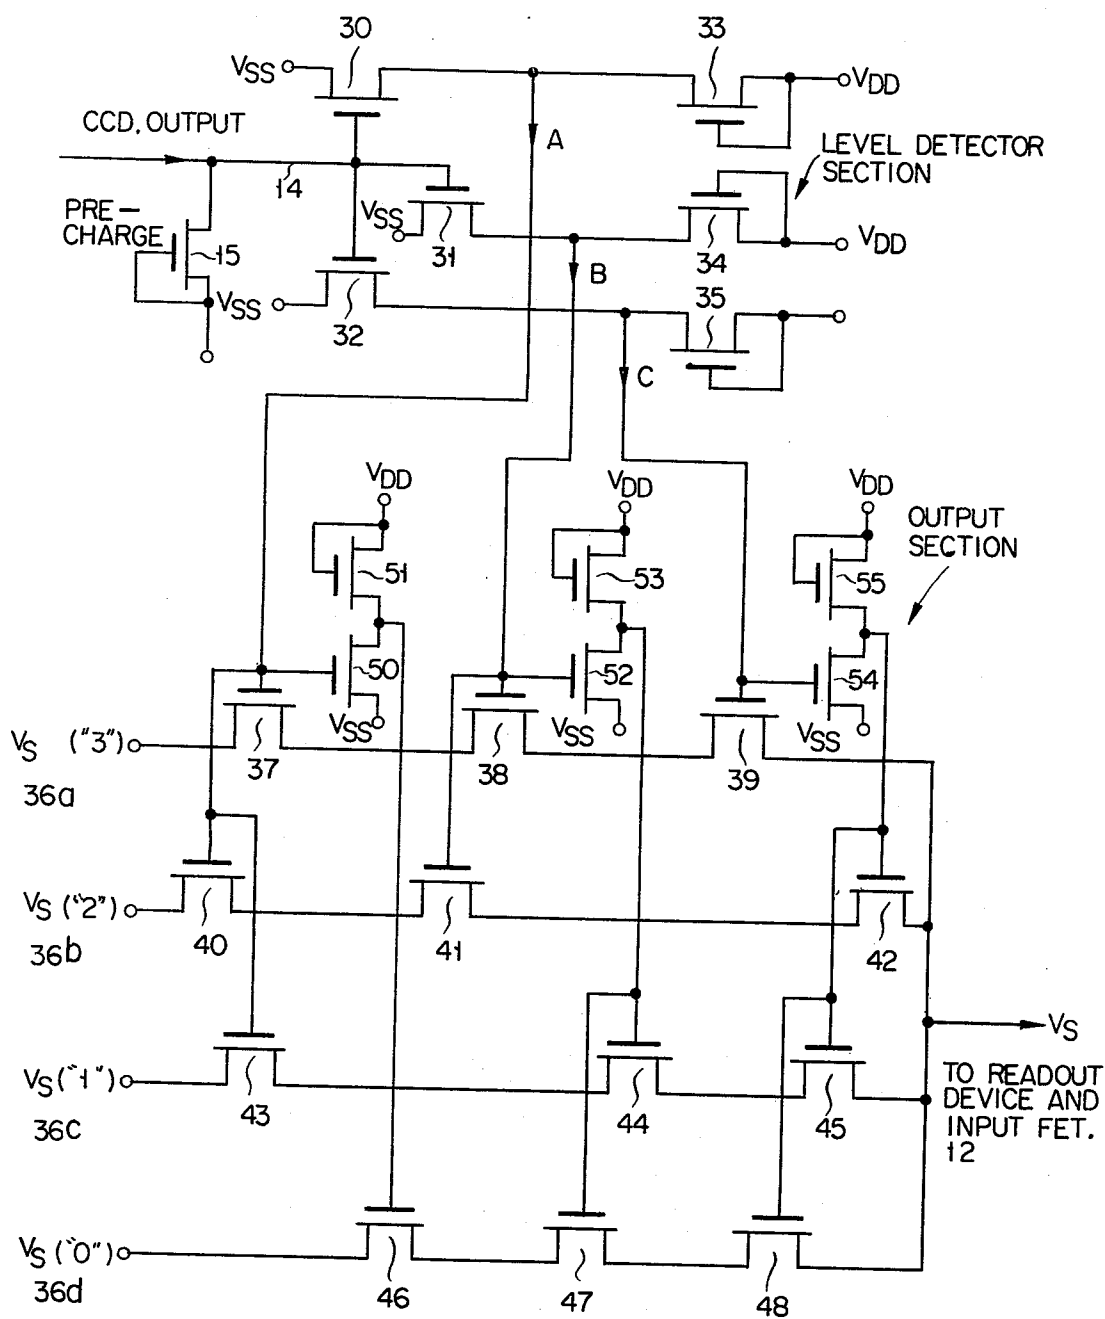 30
33
VSS
VDD
CCD. OUTPUT
A
LEVEL DETECTOR
SECTION
14
PRE-
CHARGE
VSS
31
34
VDD
15
B
35
VSS
32
C
VDD
VDD
VDD
OUTPUT
SECTION
51
53
55
50
52
54
VSS
VSS
VSS
VS ("3")
37
38
39
36a
VS ("2")
40
41
42
36b
VS
VS ("1")
43
44
45
36c
TO READOUT
DEVICE AND
INPUT FET.
12
VS ("0")
46
47
48
36d